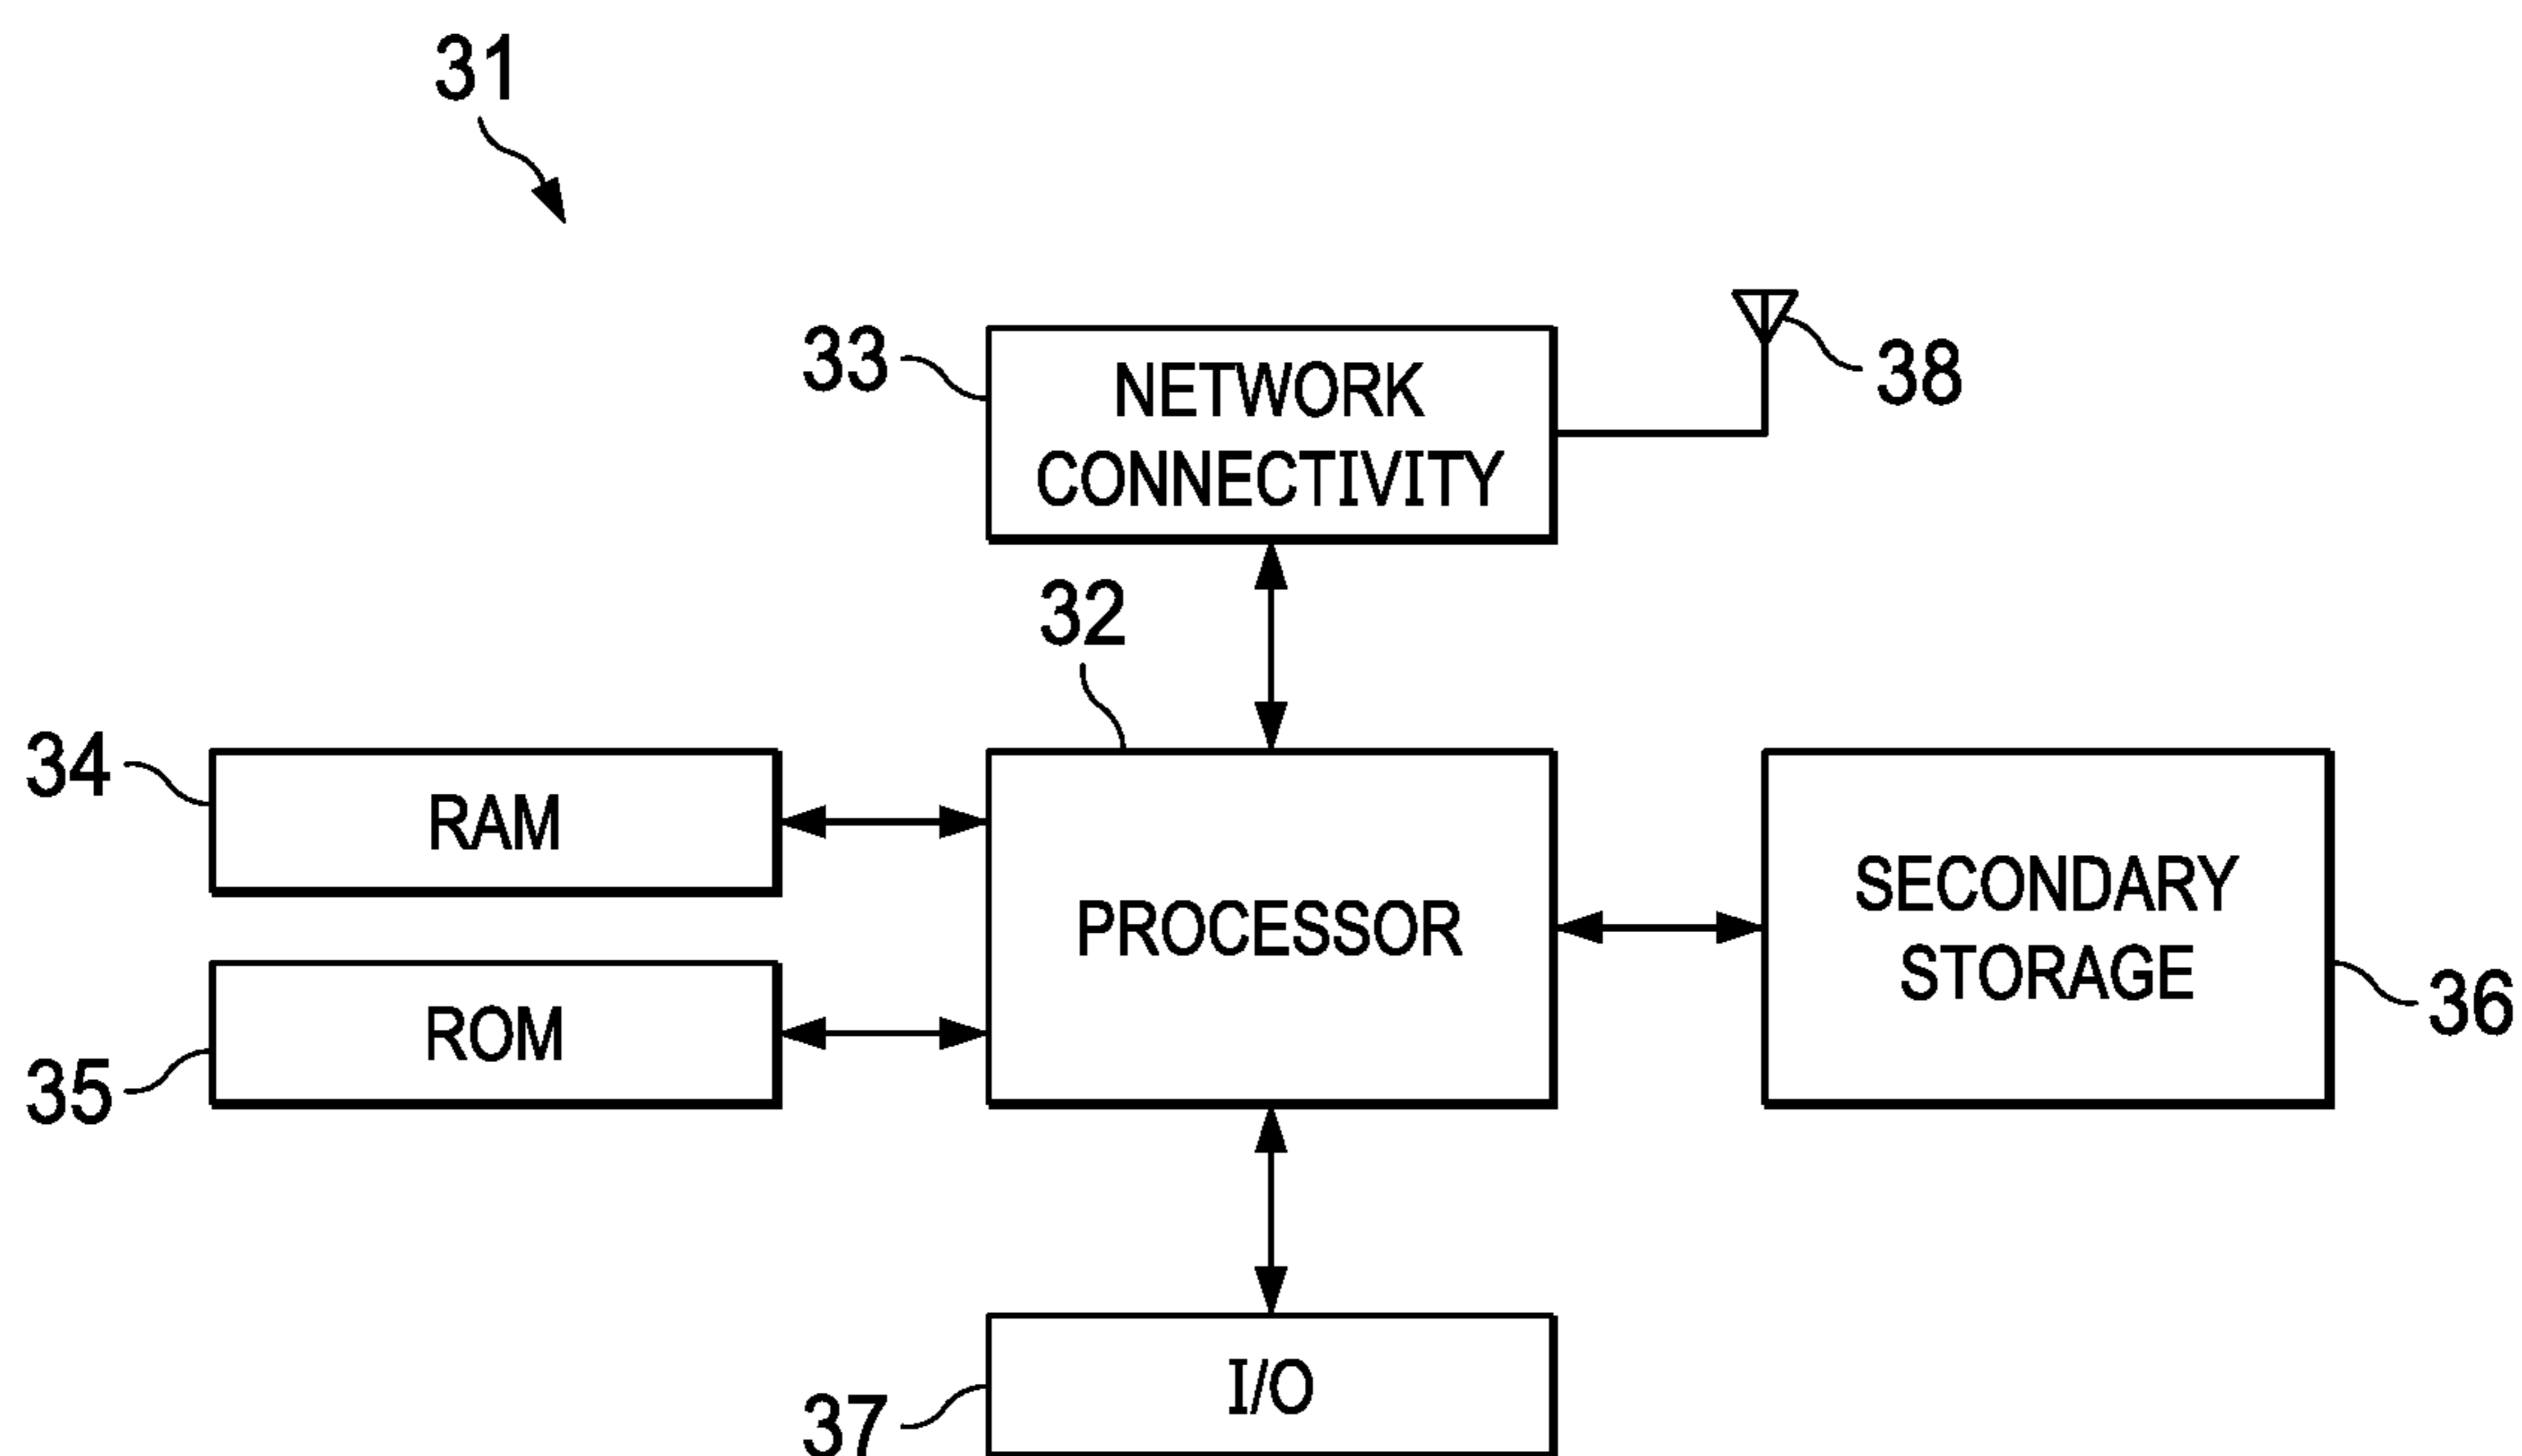 31
33
NETWORK
CONNECTIVITY
38
32
34
RAM
PROCESSOR
SECONDARY
STORAGE
36
35
ROM
37
I/O